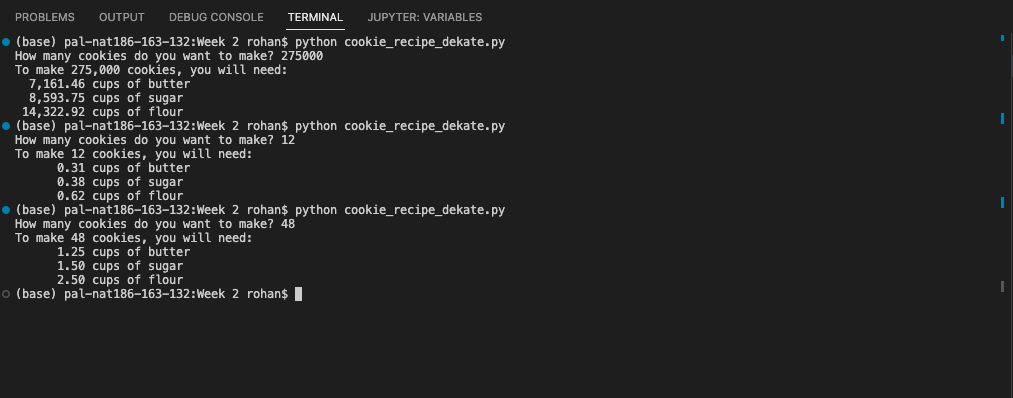 PROBLEMS OUTPUT DEBUG CONSOLE TERMINAL JUPYTER: VARIABLES
(base) pal-nat186-163-132:Week 2 rohan$ python cookie_recipe_dekate.py
How many cookies do you want to make? 275000
To make 275,000 cookies, you will need:
  7,161.46 cups of butter
  8,593.75 cups of sugar
 14,322.92 cups of flour
(base) pal-nat186-163-132:Week 2 rohan$ python cookie_recipe_dekate.py
How many cookies do you want to make? 12
To make 12 cookies, you will need:
      0.31 cups of butter
      0.38 cups of sugar
      0.62 cups of flour
(base) pal-nat186-163-132:Week 2 rohan$ python cookie_recipe_dekate.py
How many cookies do you want to make? 48
To make 48 cookies, you will need:
      1.25 cups of butter
      1.50 cups of sugar
      2.50 cups of flour
(base) pal-nat186-163-132:Week 2 rohan$